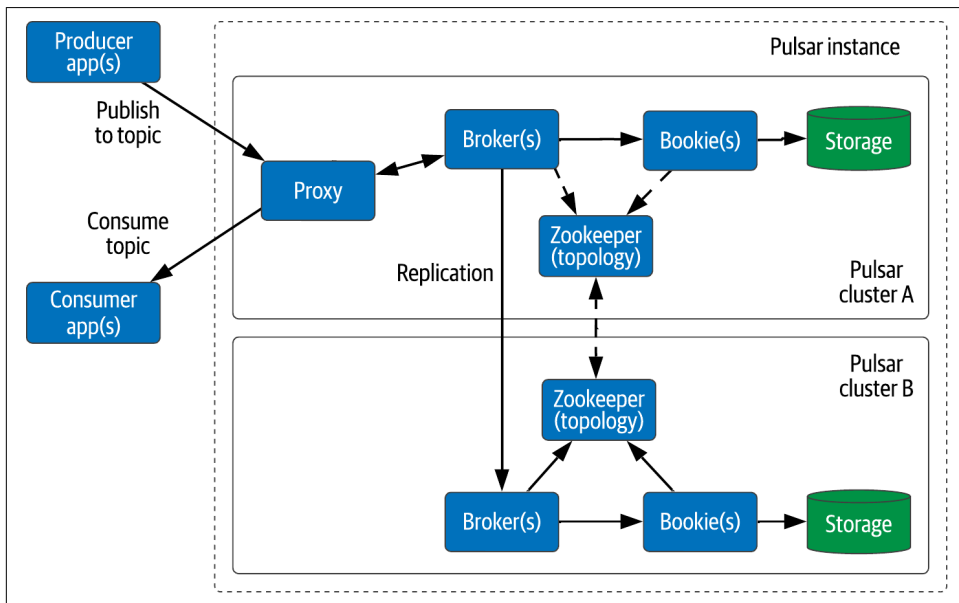 Producer
app(s)
Pulsar instance
Publish
to topic
Broker(s)
Bookie(s)
Storage
Proxy
Consume
topic
Zookeeper
(topology)
Replication
Pulsar
cluster A
Consumer
app(s)
Pulsar
cluster B
Zookeeper
(topology)
Broker(s)
Bookie(s)
Storage